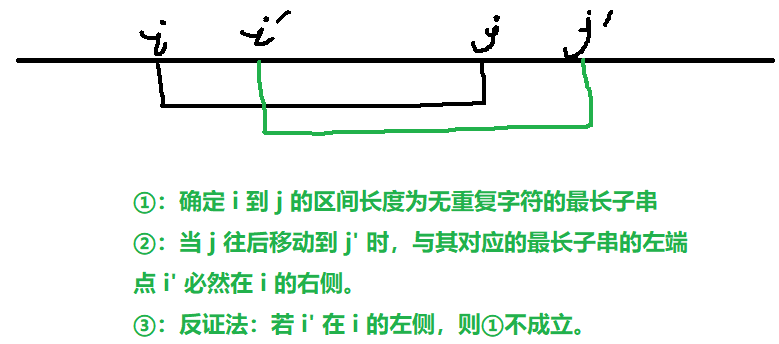 i i' j j'
①：确定 i 到 j 的区间长度为无重复字符的最长子串
②：当 j 往后移动到 j' 时，与其对应的最长子串的左端
点 i' 必然在 i 的右侧。
③：反证法：若 i' 在 i 的左侧，则①不成立。